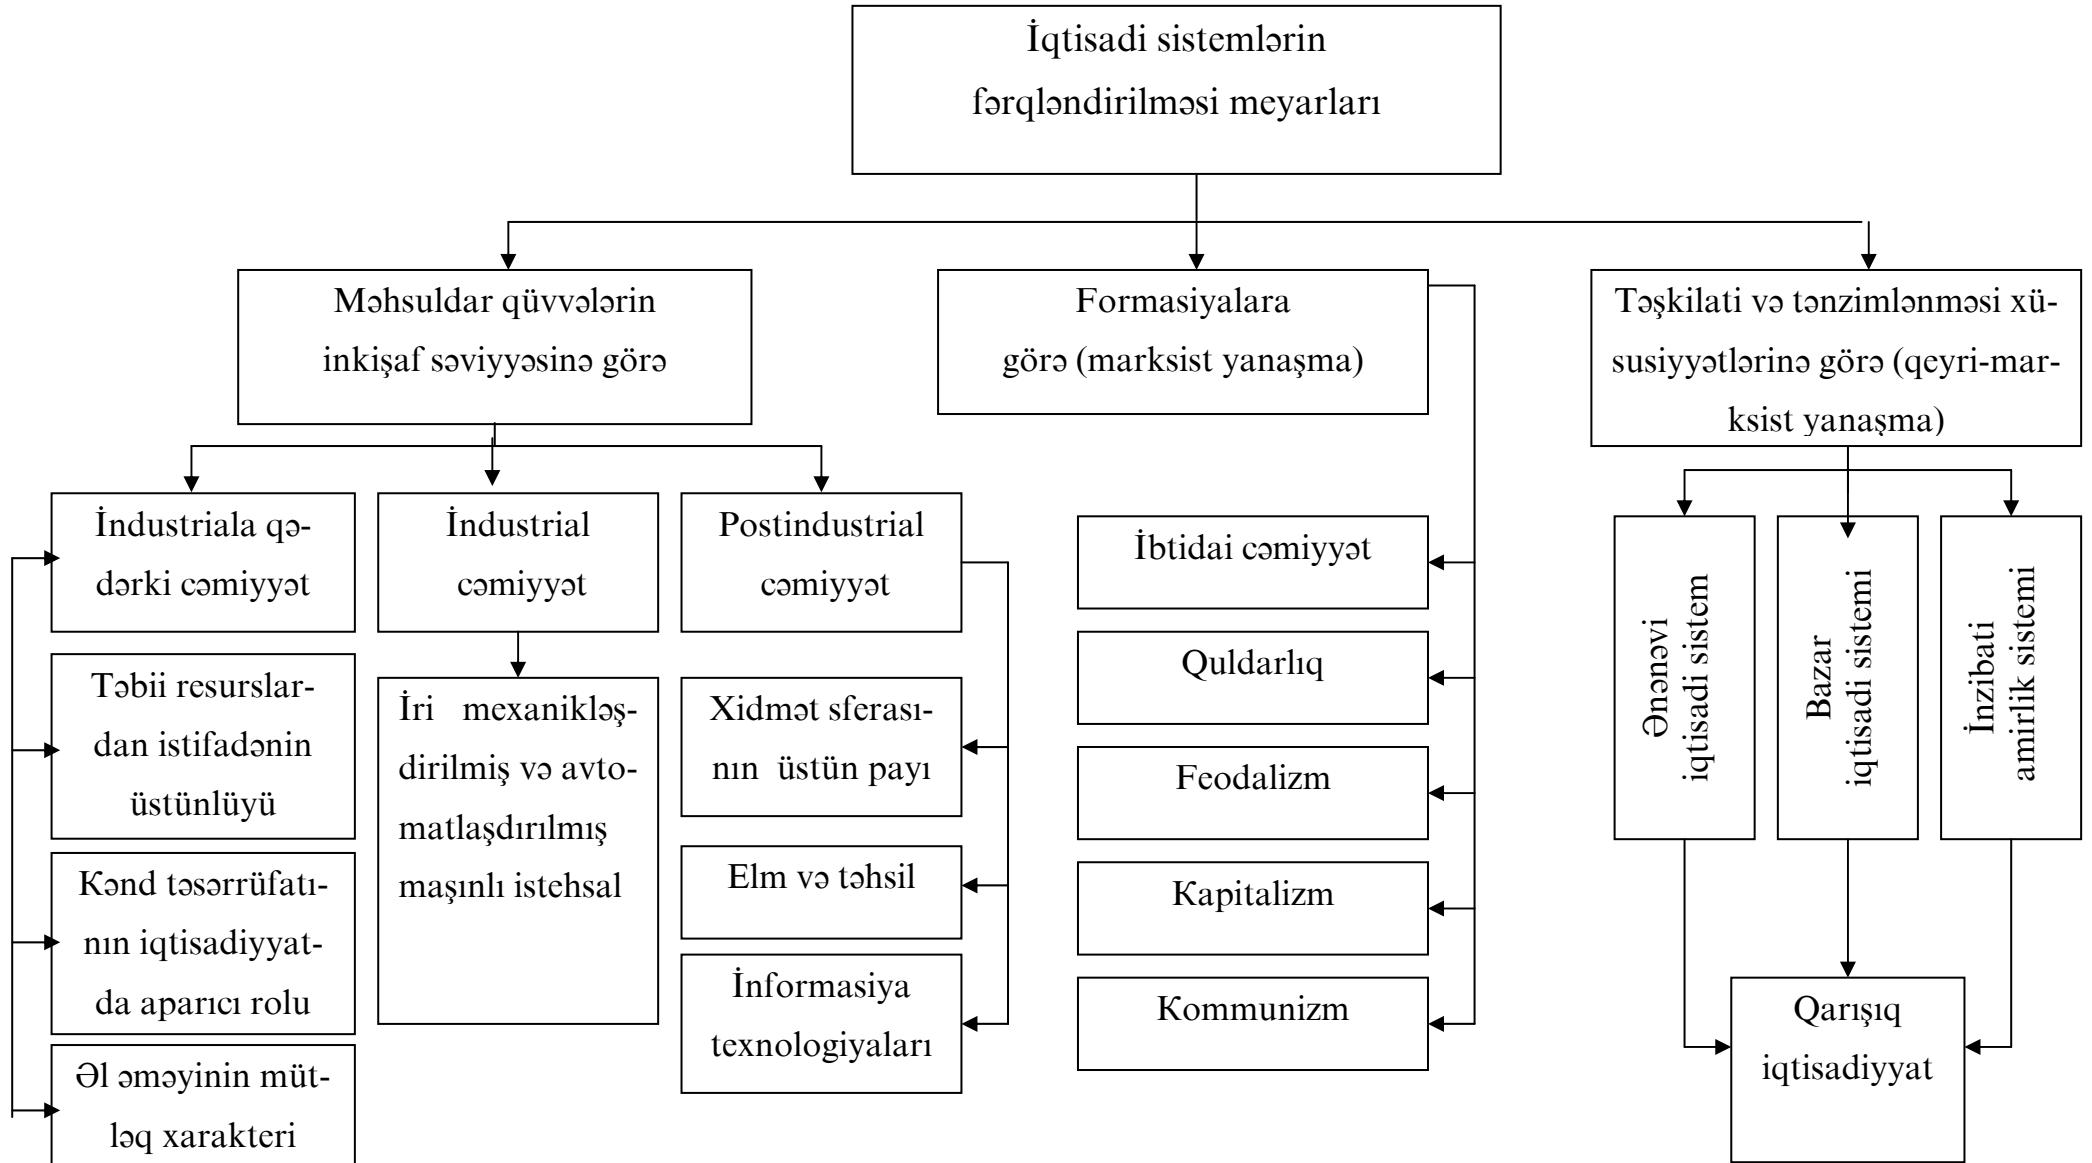 İqtisadi sistemlərin
fərqləndirilməsi meyarları
Məhsuldar qüvvələrin
inkişaf səviyyəsinə görə
Formasiyalara
görə (marksist yanaşma)
Təşkilati və tənzimlənməsi xü-
susiyyətlərinə görə (qeyri-mar-
ksist yanaşma)
İndustriala qə-
dərki cəmiyyət
İndustrial
cəmiyyət
Postindustrial
cəmiyyət
Təbii resurslar-
dan istifadənin
üstünlüyü
Kənd təsərrüfatı-
nın iqtisadiyyat-
da aparıcı rolu
Əl əməyinin müt-
ləq xarakteri
İri mexanikləş-
dirilmiş və avto-
matlaşdırılmış
maşınlı istehsal
Xidmət sferası-
nın üstün payı
Elm və təhsil
İnformasiya
texnologiyaları
İbtidai cəmiyyət
Quldarlıq
Feodalizm
Kapitalizm
Kommunizm
Ənənəvi
iqtisadi sistem
Bazar
iqtisadi sistemi
İnzibati
amirlik sistemi
Qarışıq
iqtisadiyyat